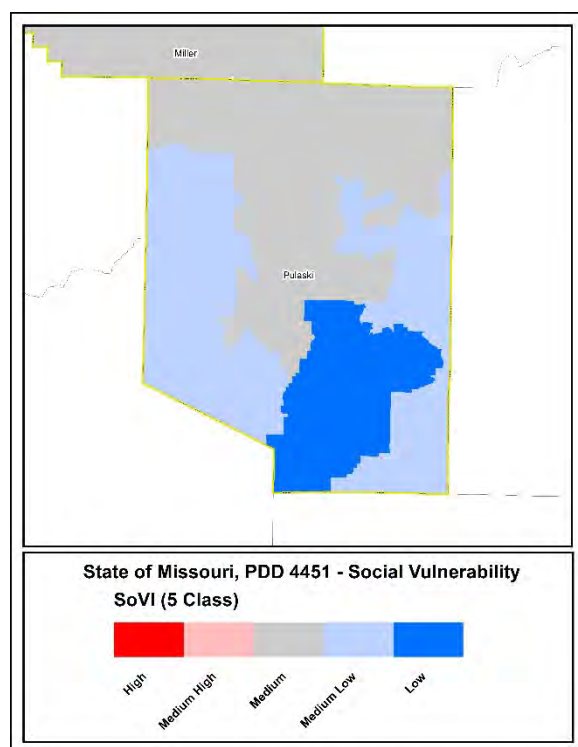 Miller
Pulaski
State of Missouri, PDD 4451 - Social Vulnerability
SoVI (5 Class)
High
Medium High
Medium
Medium Low
Low